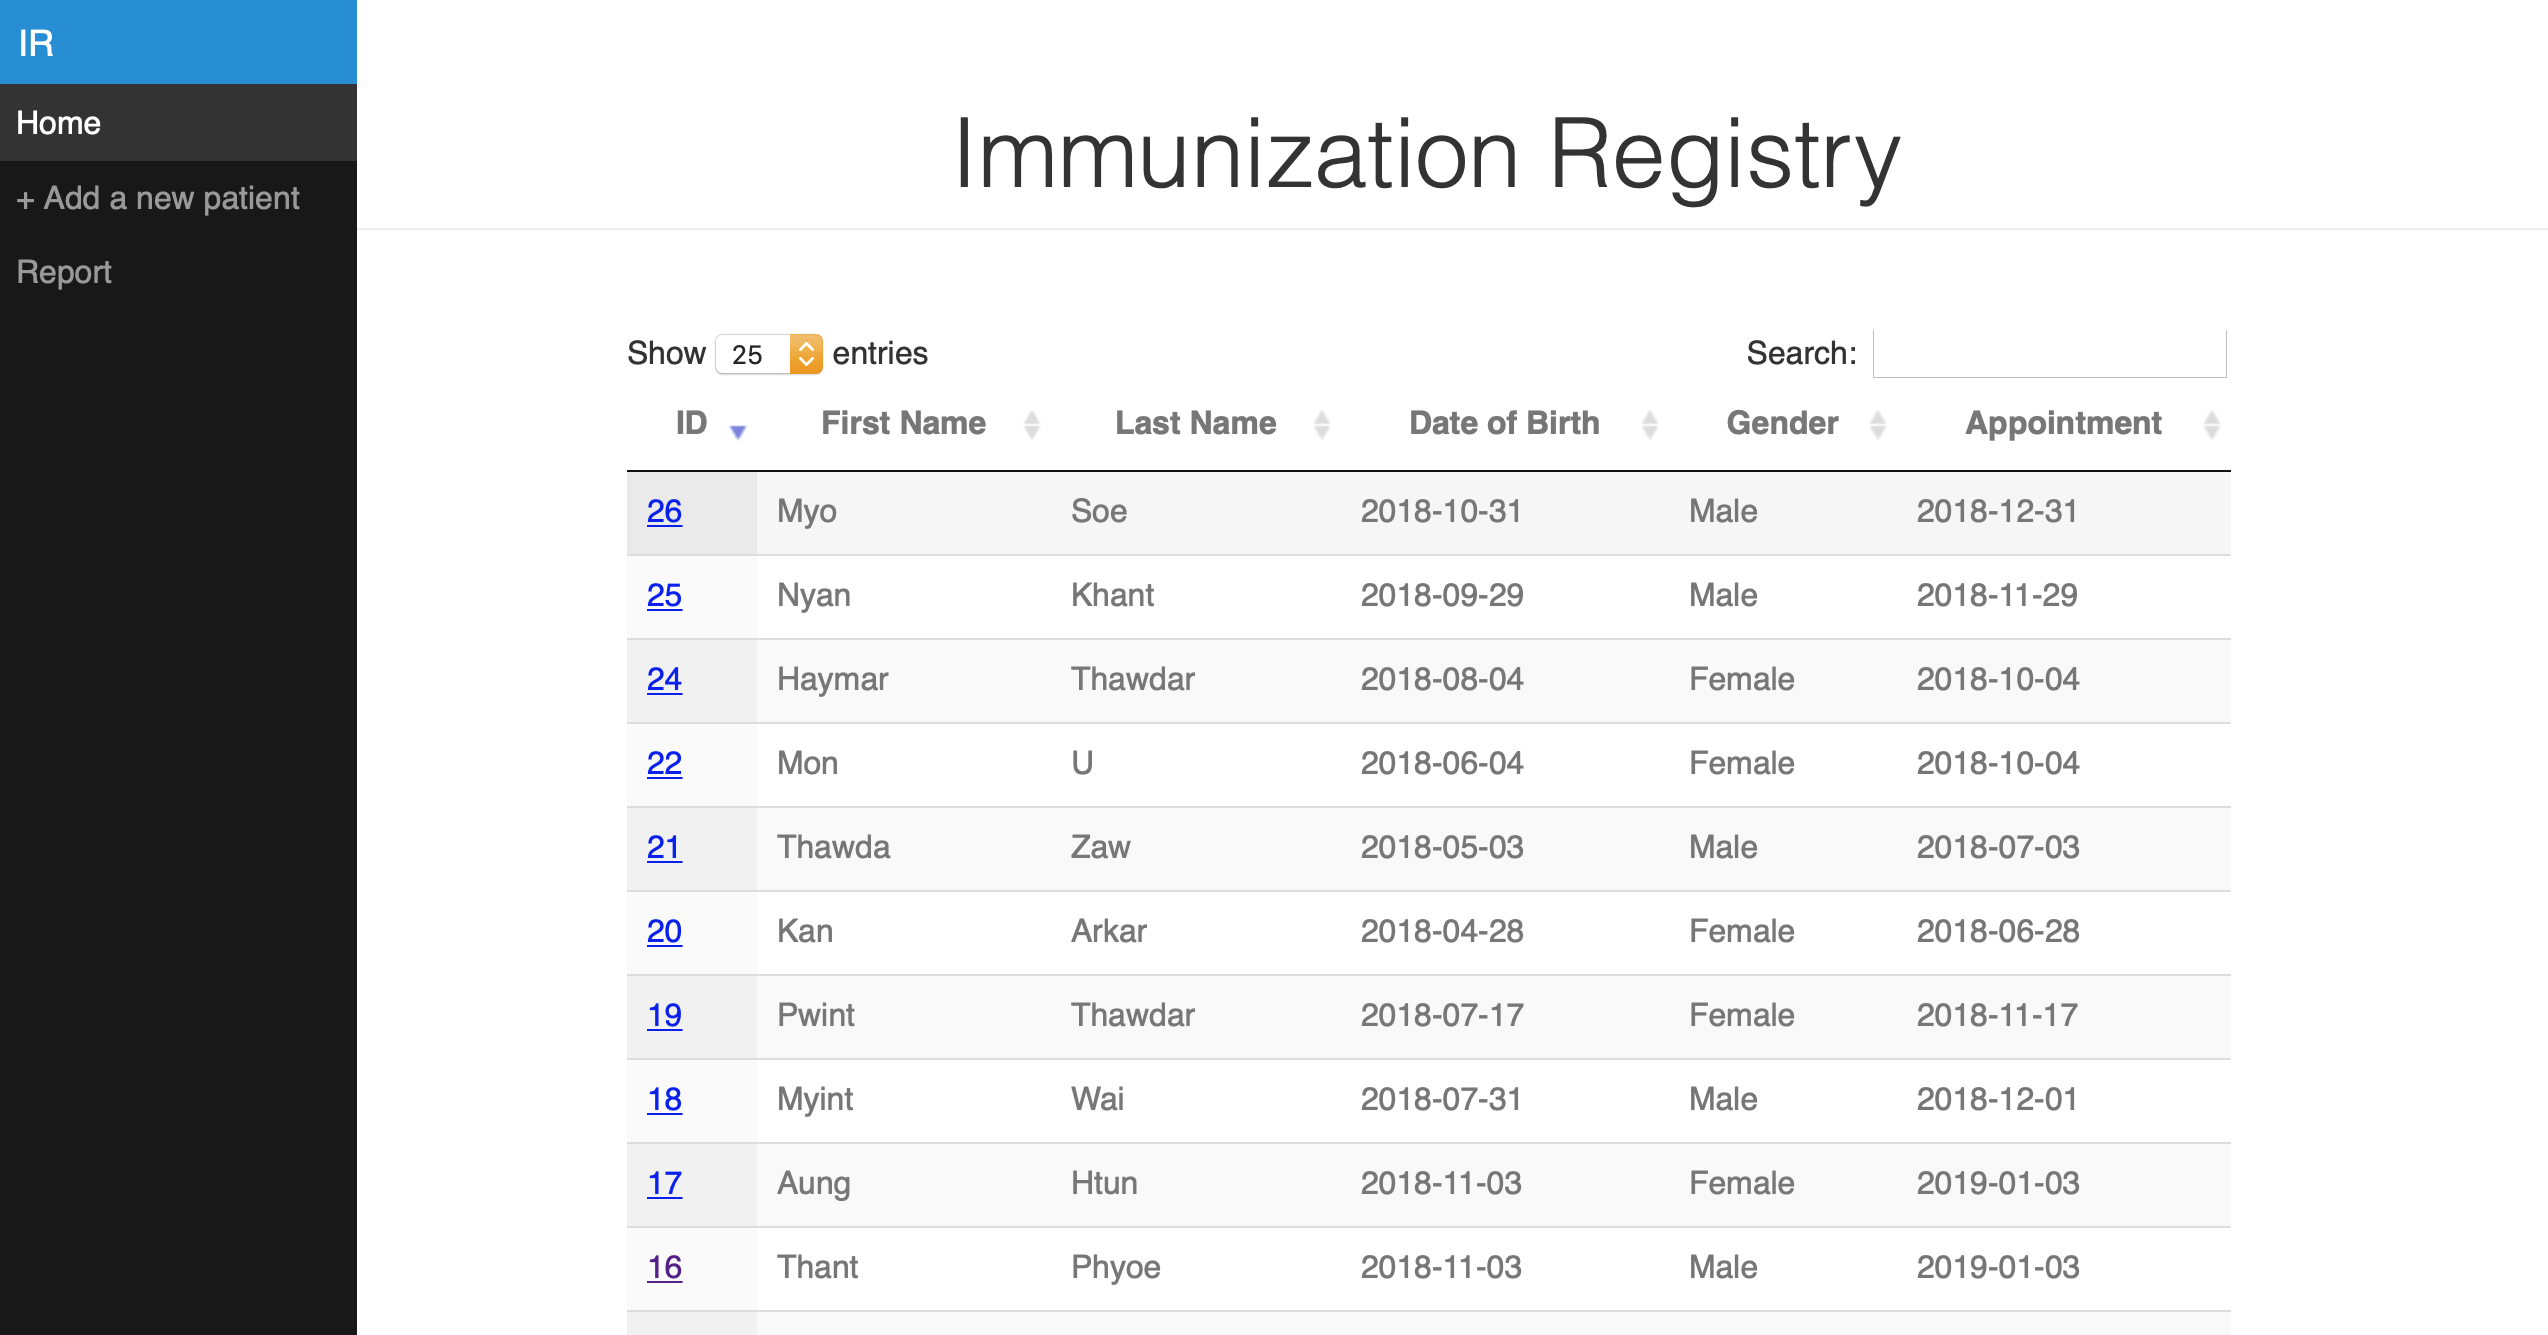 IR
Home
+ Add a new patient
Report
Immunization Registry
Show 25 entries Search:
ID First Name Last Name Date of Birth Gender Appointment
26 Myo Soe 2018-10-31 Male 2018-12-31
25 Nyan Khant 2018-09-29 Male 2018-11-29
24 Haymar Thawdar 2018-08-04 Female 2018-10-04
22 Mon U 2018-06-04 Female 2018-10-04
21 Thawda Zaw 2018-05-03 Male 2018-07-03
20 Kan Arkar 2018-04-28 Female 2018-06-28
19 Pwint Thawdar 2018-07-17 Female 2018-11-17
18 Myint Wai 2018-07-31 Male 2018-12-01
17 Aung Htun 2018-11-03 Female 2019-01-03
16 Thant Phyoe 2018-11-03 Male 2019-01-03